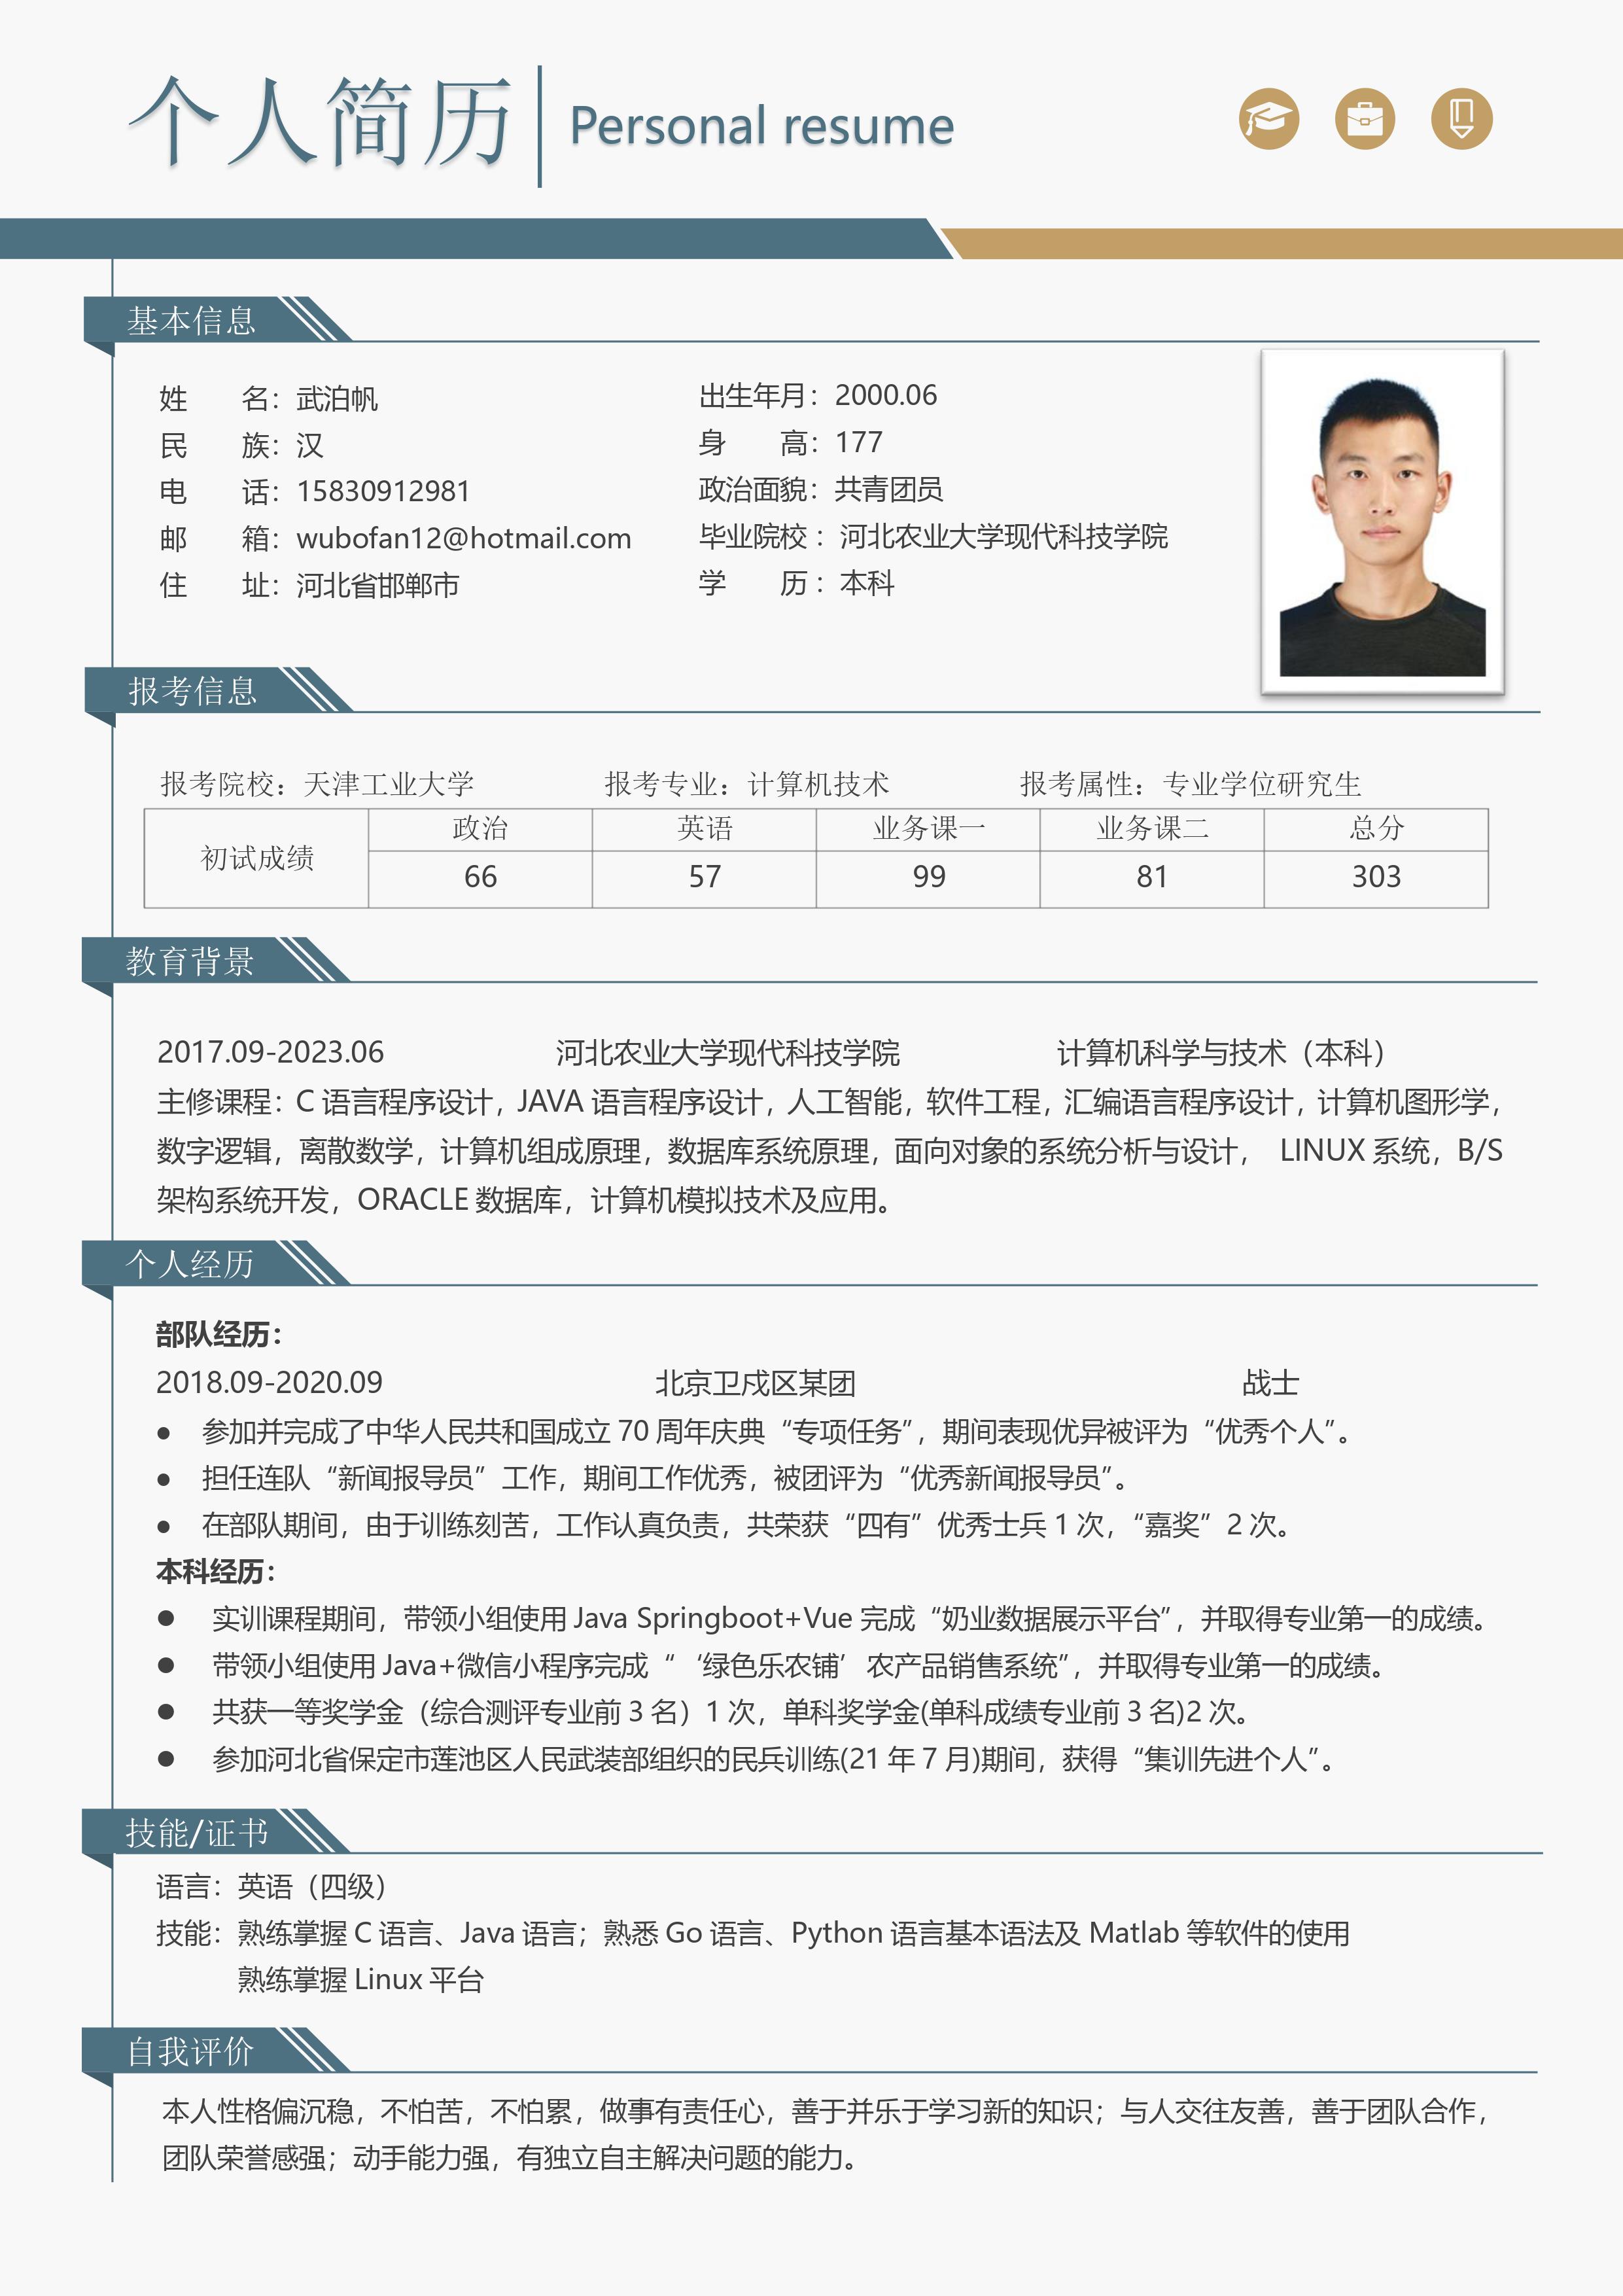 个人简历 Personal resume
基本信息
姓　　名：武泊帆　出生年月：2000.06
民　　族：汉　身　　高：177
电　　话：15830912981　政治面貌：共青团员
邮　　箱：wubofan12@hotmail.com　毕业院校：河北农业大学现代科技学院
住　　址：河北省邯郸市　学　　历：本科
报考信息
报考院校：天津工业大学　报考专业：计算机技术　报考属性：专业学位研究生
初试成绩　政治　英语　业务课一　业务课二　总分
66　57　99　81　303
教育背景
2017.09-2023.06　河北农业大学现代科技学院　计算机科学与技术（本科）
主修课程：C 语言程序设计，JAVA 语言程序设计，人工智能，软件工程，汇编语言程序设计，计算机图形学，
数字逻辑，离散数学，计算机组成原理，数据库系统原理，面向对象的系统分析与设计， LINUX 系统，B/S
架构系统开发，ORACLE 数据库，计算机模拟技术及应用。
个人经历
部队经历：
2018.09-2020.09　北京卫戍区某团　战士
● 参加并完成了中华人民共和国成立 70 周年庆典“专项任务”，期间表现优异被评为“优秀个人”。
● 担任连队“新闻报导员”工作，期间工作优秀，被团评为“优秀新闻报导员”。
● 在部队期间，由于训练刻苦，工作认真负责，共荣获“四有”优秀士兵 1 次，“嘉奖”2 次。
本科经历：
● 实训课程期间，带领小组使用 Java Springboot+Vue 完成“奶业数据展示平台”，并取得专业第一的成绩。
● 带领小组使用 Java+微信小程序完成“‘绿色乐农铺’农产品销售系统”，并取得专业第一的成绩。
● 共获一等奖学金（综合测评专业前 3 名）1 次，单科奖学金(单科成绩专业前 3 名)2 次。
● 参加河北省保定市莲池区人民武装部组织的民兵训练(21 年 7 月)期间，获得“集训先进个人”。
技能/证书
语言：英语（四级）
技能：熟练掌握 C 语言、Java 语言；熟悉 Go 语言、Python 语言基本语法及 Matlab 等软件的使用
熟练掌握 Linux 平台
自我评价
本人性格偏沉稳，不怕苦，不怕累，做事有责任心，善于并乐于学习新的知识；与人交往友善，善于团队合作，
团队荣誉感强；动手能力强，有独立自主解决问题的能力。